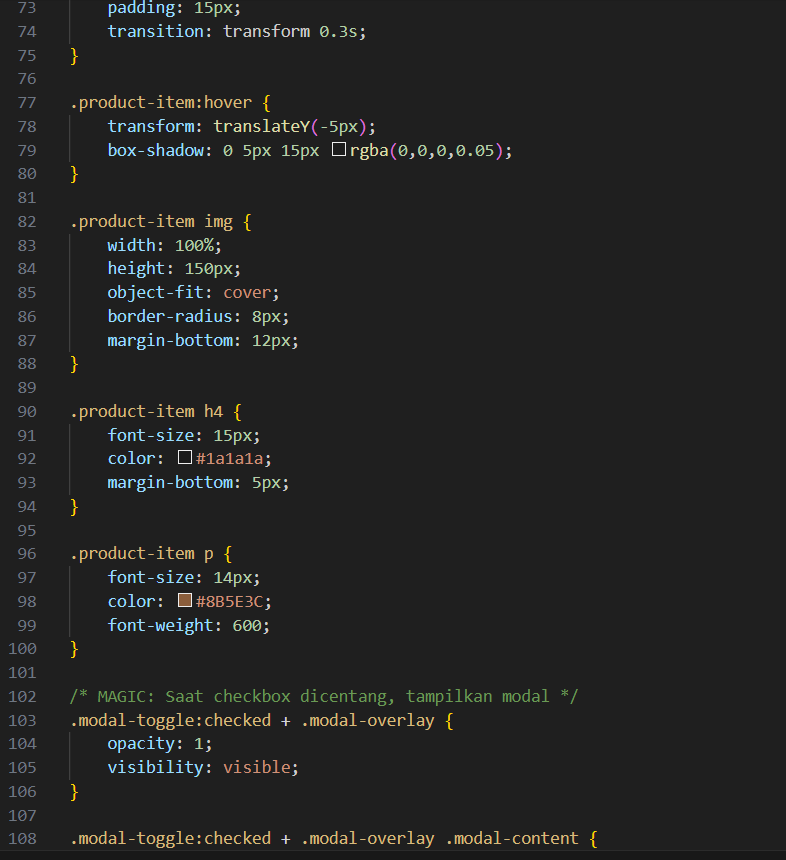 73 padding: 15px;
74 transition: transform 0.3s;
75 }
76
77 .product-item:hover {
78 transform: translateY(-5px);
79 box-shadow: 0 5px 15px rgba(0,0,0,0.05);
80 }
81
82 .product-item img {
83 width: 100%;
84 height: 150px;
85 object-fit: cover;
86 border-radius: 8px;
87 margin-bottom: 12px;
88 }
89
90 .product-item h4 {
91 font-size: 15px;
92 color: #1a1a1a;
93 margin-bottom: 5px;
94 }
95
96 .product-item p {
97 font-size: 14px;
98 color: #8B5E3C;
99 font-weight: 600;
100 }
101
102 /* MAGIC: Saat checkbox dicentang, tampilkan modal */
103 .modal-toggle:checked + .modal-overlay {
104 opacity: 1;
105 visibility: visible;
106 }
107
108 .modal-toggle:checked + .modal-overlay .modal-content {